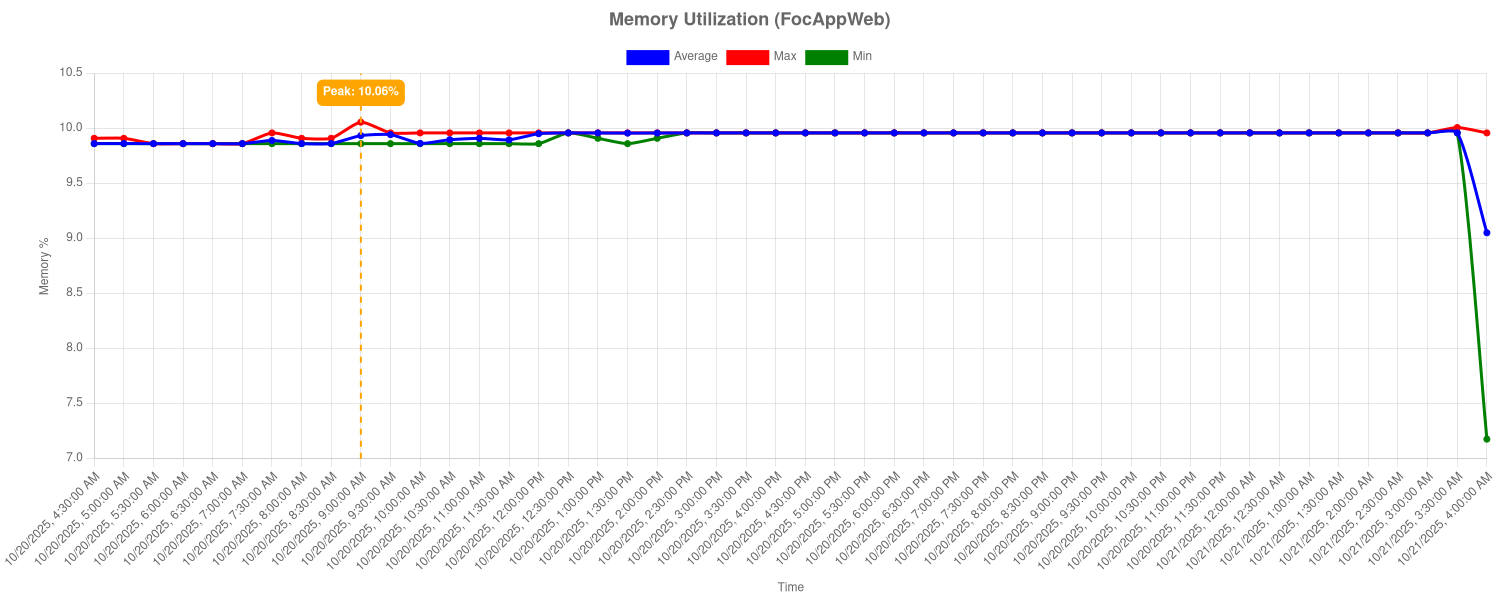 Memory Utilization (FocAppWeb)
Average Max Min
Peak: 10.06%
10.5
10.0
9.5
9.0
8.5
8.0
7.5
7.0
Memory %
10/20/2025, 4:30:00 AM
10/20/2025, 5:00:00 AM
10/20/2025, 5:30:00 AM
10/20/2025, 6:00:00 AM
10/20/2025, 6:30:00 AM
10/20/2025, 7:00:00 AM
10/20/2025, 7:30:00 AM
10/20/2025, 8:00:00 AM
10/20/2025, 8:30:00 AM
10/20/2025, 9:00:00 AM
10/20/2025, 9:30:00 AM
10/20/2025, 10:00:00 AM
10/20/2025, 10:30:00 AM
10/20/2025, 11:00:00 AM
10/20/2025, 11:30:00 AM
10/20/2025, 12:00:00 PM
10/20/2025, 12:30:00 PM
10/20/2025, 1:00:00 PM
10/20/2025, 1:30:00 PM
10/20/2025, 2:00:00 PM
10/20/2025, 2:30:00 PM
10/20/2025, 3:00:00 PM
10/20/2025, 3:30:00 PM
10/20/2025, 4:00:00 PM
10/20/2025, 4:30:00 PM
10/20/2025, 5:00:00 PM
10/20/2025, 5:30:00 PM
10/20/2025, 6:00:00 PM
10/20/2025, 6:30:00 PM
10/20/2025, 7:00:00 PM
10/20/2025, 7:30:00 PM
10/20/2025, 8:00:00 PM
10/20/2025, 8:30:00 PM
10/20/2025, 9:00:00 PM
10/20/2025, 9:30:00 PM
10/20/2025, 10:00:00 PM
10/20/2025, 10:30:00 PM
10/20/2025, 11:00:00 PM
10/20/2025, 11:30:00 PM
10/21/2025, 12:00:00 AM
10/21/2025, 12:30:00 AM
10/21/2025, 1:00:00 AM
10/21/2025, 1:30:00 AM
10/21/2025, 2:00:00 AM
10/21/2025, 2:30:00 AM
10/21/2025, 3:00:00 AM
10/21/2025, 3:30:00 AM
10/21/2025, 4:00:00 AM
Time